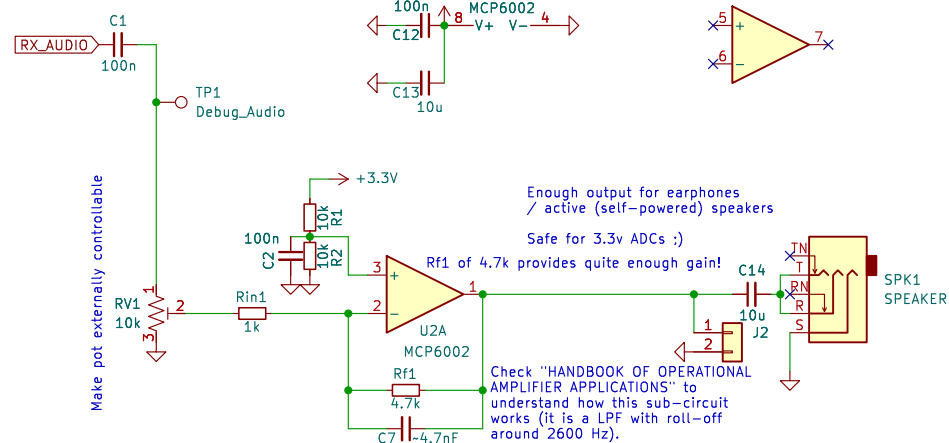 C1
RX_AUDIO
100n
TP1
Debug_Audio
100n
C12
C13
10u
MCP6002
8
V+
V-
4
5
+
6
-
7
Make pot externally controllable
+3.3V
10k
R1
100n
C2
10k
R2
3
+
2
-
1
U2A
MCP6002
1
RV1
10k
2
3
Rin1
1k
Rf1
4.7k
C7
~4.7nF
Enough output for earphones
/ active (self-powered) speakers
Safe for 3.3v ADCs ;)
Rf1 of 4.7k provides quite enough gain!
C14
10u
1
2
J2
TN
T
RN
R
S
SPK1
SPEAKER
Check "HANDBOOK OF OPERATIONAL
AMPLIFIER APPLICATIONS" to
understand how this sub-circuit
works (it is a LPF with roll-off
around 2600 Hz).